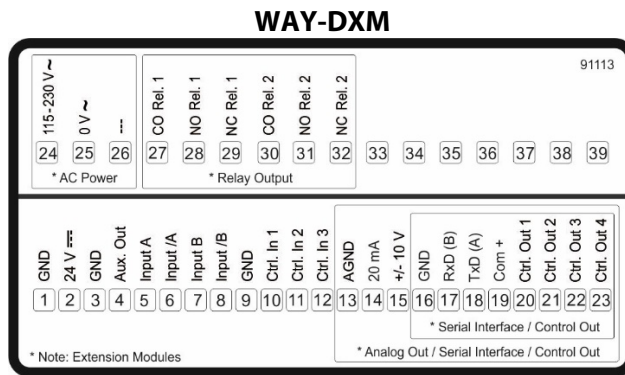 WAY-DXM
91113
115-230 V ~
0 V ~
---
CO Rel. 1
NO Rel. 1
NC Rel. 1
CO Rel. 2
NO Rel. 2
NC Rel. 2
24 25 26 27 28 29 30 31 32 33 34 35 36 37 38 39
* AC Power
* Relay Output
GND
24 V ⎓
GND
Aux. Out
Input A
Input /A
Input B
Input /B
GND
Ctrl. In 1
Ctrl. In 2
Ctrl. In 3
AGND
20 mA
+/- 10 V
GND
RxD (B)
TxD (A)
Com +
Ctrl. Out 1
Ctrl. Out 2
Ctrl. Out 3
Ctrl. Out 4
1 2 3 4 5 6 7 8 9 10 11 12 13 14 15 16 17 18 19 20 21 22 23
* Serial Interface / Control Out
* Note: Extension Modules
* Analog Out / Serial Interface / Control Out